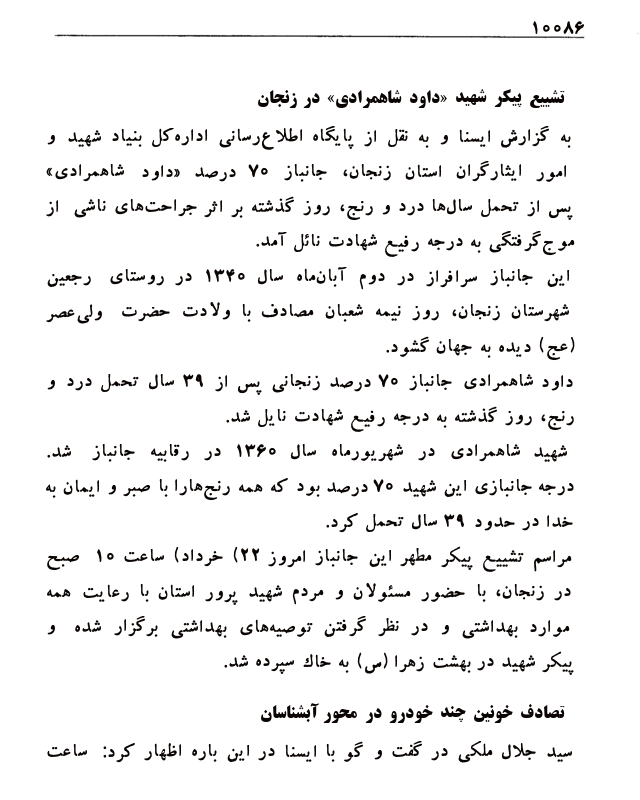 ۱۰۰۸۶
تشییع پیکر شهید «داود شاهمرادی» در زنجان
به گزارش ایسنا و به نقل از پایگاه اطلاع‌رسانی اداره‌کل بنیاد شهید و
امور ایثارگران استان زنجان، جانباز ۷۰ درصد «داود شاهمرادی»
پس از تحمل سال‌ها درد و رنج، روز گذشته بر اثر جراحت‌های ناشی از
موج‌گرفتگی به درجه رفیع شهادت نائل آمد.
این جانباز سرافراز در دوم آبان‌ماه سال ۱۳۴۰ در روستای رجعین
شهرستان زنجان، روز نیمه شعبان مصادف با ولادت حضرت ولی‌عصر
(عج) دیده به جهان گشود.
داود شاهمرادی جانباز ۷۰ درصد زنجانی پس از ۳۹ سال تحمل درد و
رنج، روز گذشته به درجه رفیع شهادت نایل شد.
شهید شاهمرادی در شهریورماه سال ۱۳۶۰ در رقابیه جانباز شد.
درجه جانبازی این شهید ۷۰ درصد بود که همه رنج‌هارا با صبر و ایمان به
خدا در حدود ۳۹ سال تحمل کرد.
مراسم تشییع پیکر مطهر این جانباز امروز ۲۲) خرداد) ساعت ۱۰ صبح
در زنجان، با حضور مسئولان و مردم شهید پرور استان با رعایت همه
موارد بهداشتی و در نظر گرفتن توصیه‌های بهداشتی برگزار شده و
پیکر شهید در بهشت زهرا (س) به خاك سپرده شد.
تصادف خونین چند خودرو در محور آبشناسان
سید جلال ملکی در گفت و گو با ایسنا در این باره اظهار کرد: ساعت